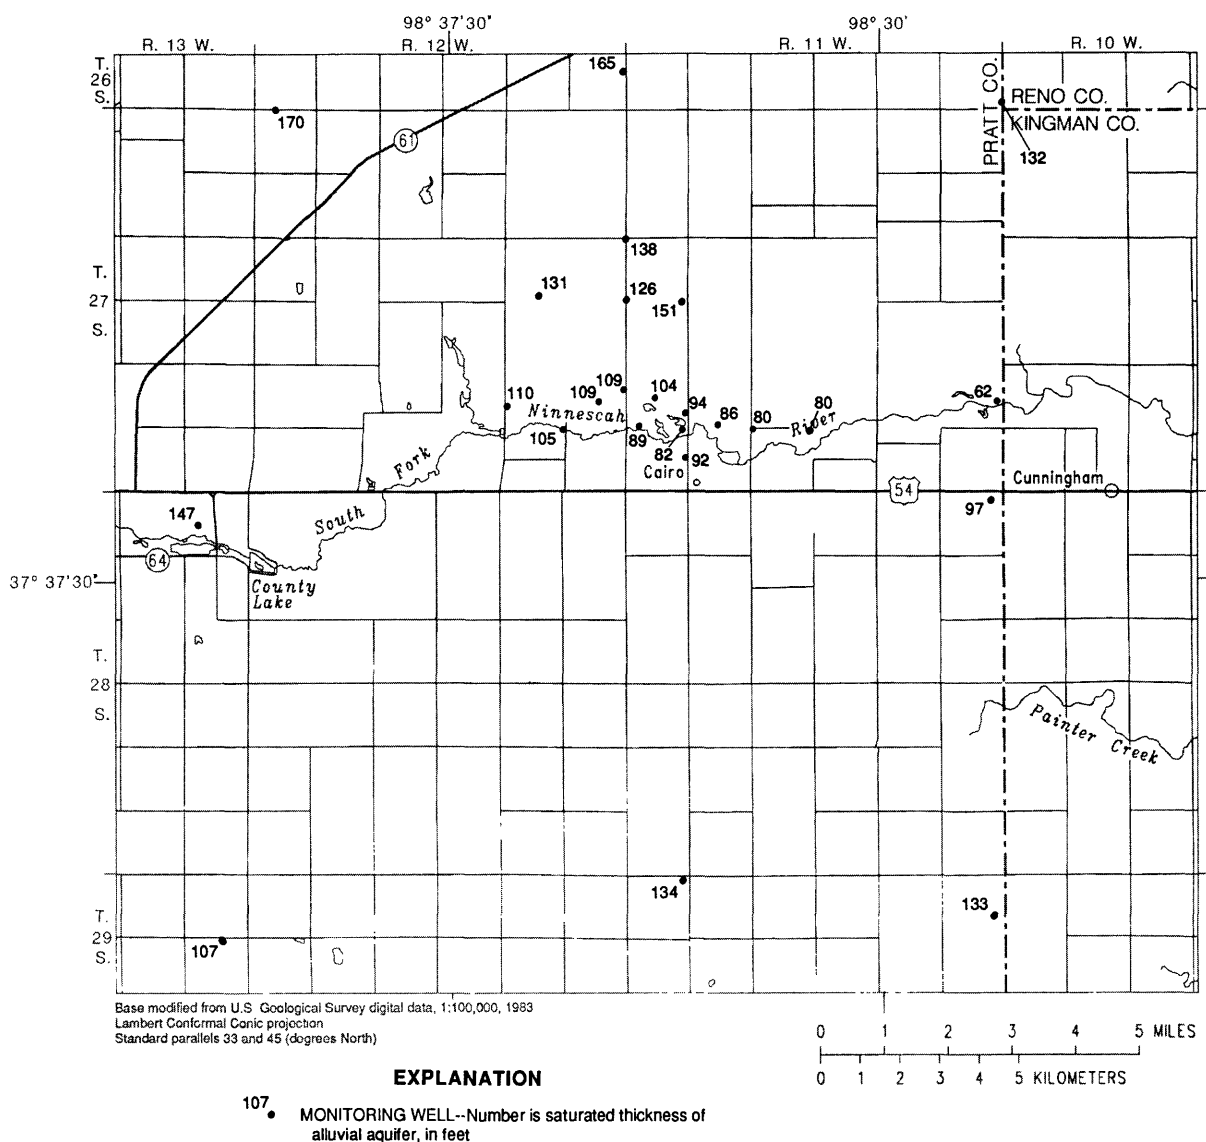 98° 37'30"
98° 30'
R. 13 W.
R. 12 W.
R. 11 W.
R. 10 W.
T.
26
S.
165
170
61
PRATT CO.
RENO CO.
KINGMAN CO.
132
138
T.
27
S.
131
126
151
110
109
109
104
94
86
80
80
62
Ninnescah
River
105
89
82
92
Cairo
Fork
South
54
Cunningham
97
147
64
37° 37'30"
County
Lake
T.
28
S.
Painter Creek
134
133
T.
29
S.
107
Base modified from U.S Geological Survey digital data, 1:100,000, 1983
Lambert Conformal Conic projection
Standard parallels 33 and 45 (degrees North)
0 1 2 3 4 5 MILES
0 1 2 3 4 5 KILOMETERS
EXPLANATION
107
MONITORING WELL--Number is saturated thickness of
alluvial aquifer, in feet